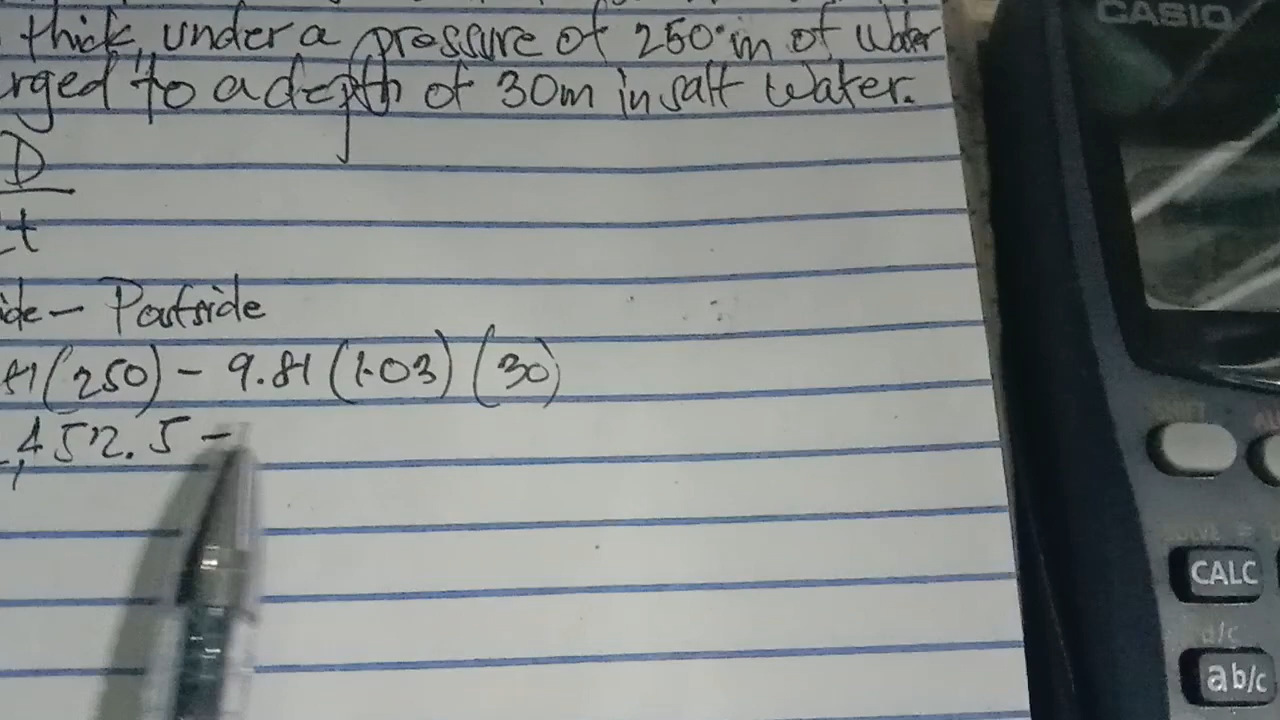 thick, under a pressure of 250 m of Water
rged to a depth of 30m in salt Water.
D
t
ide - Poutside
81 (250) - 9.81 (1.03) (30)
,452.5 -
CASIO
CALC
d/c
ab/c